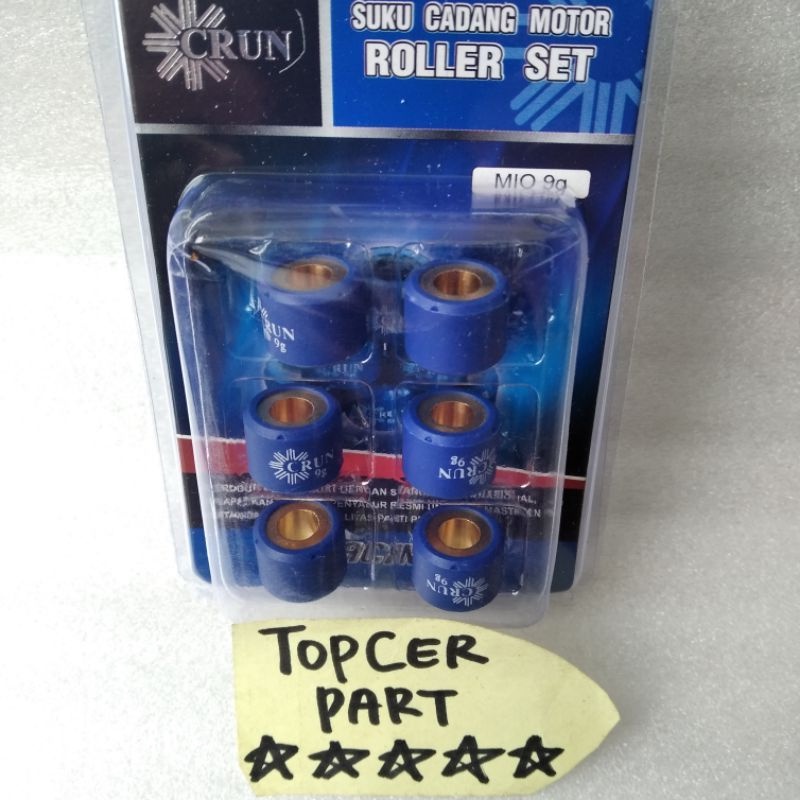 CRUN
SUKU CADANG MOTOR
ROLLER SET
MIO 9g
CRUN
9g
CRUN
9g
CRUN
9g
CRUN
9g
TOPCER
PART